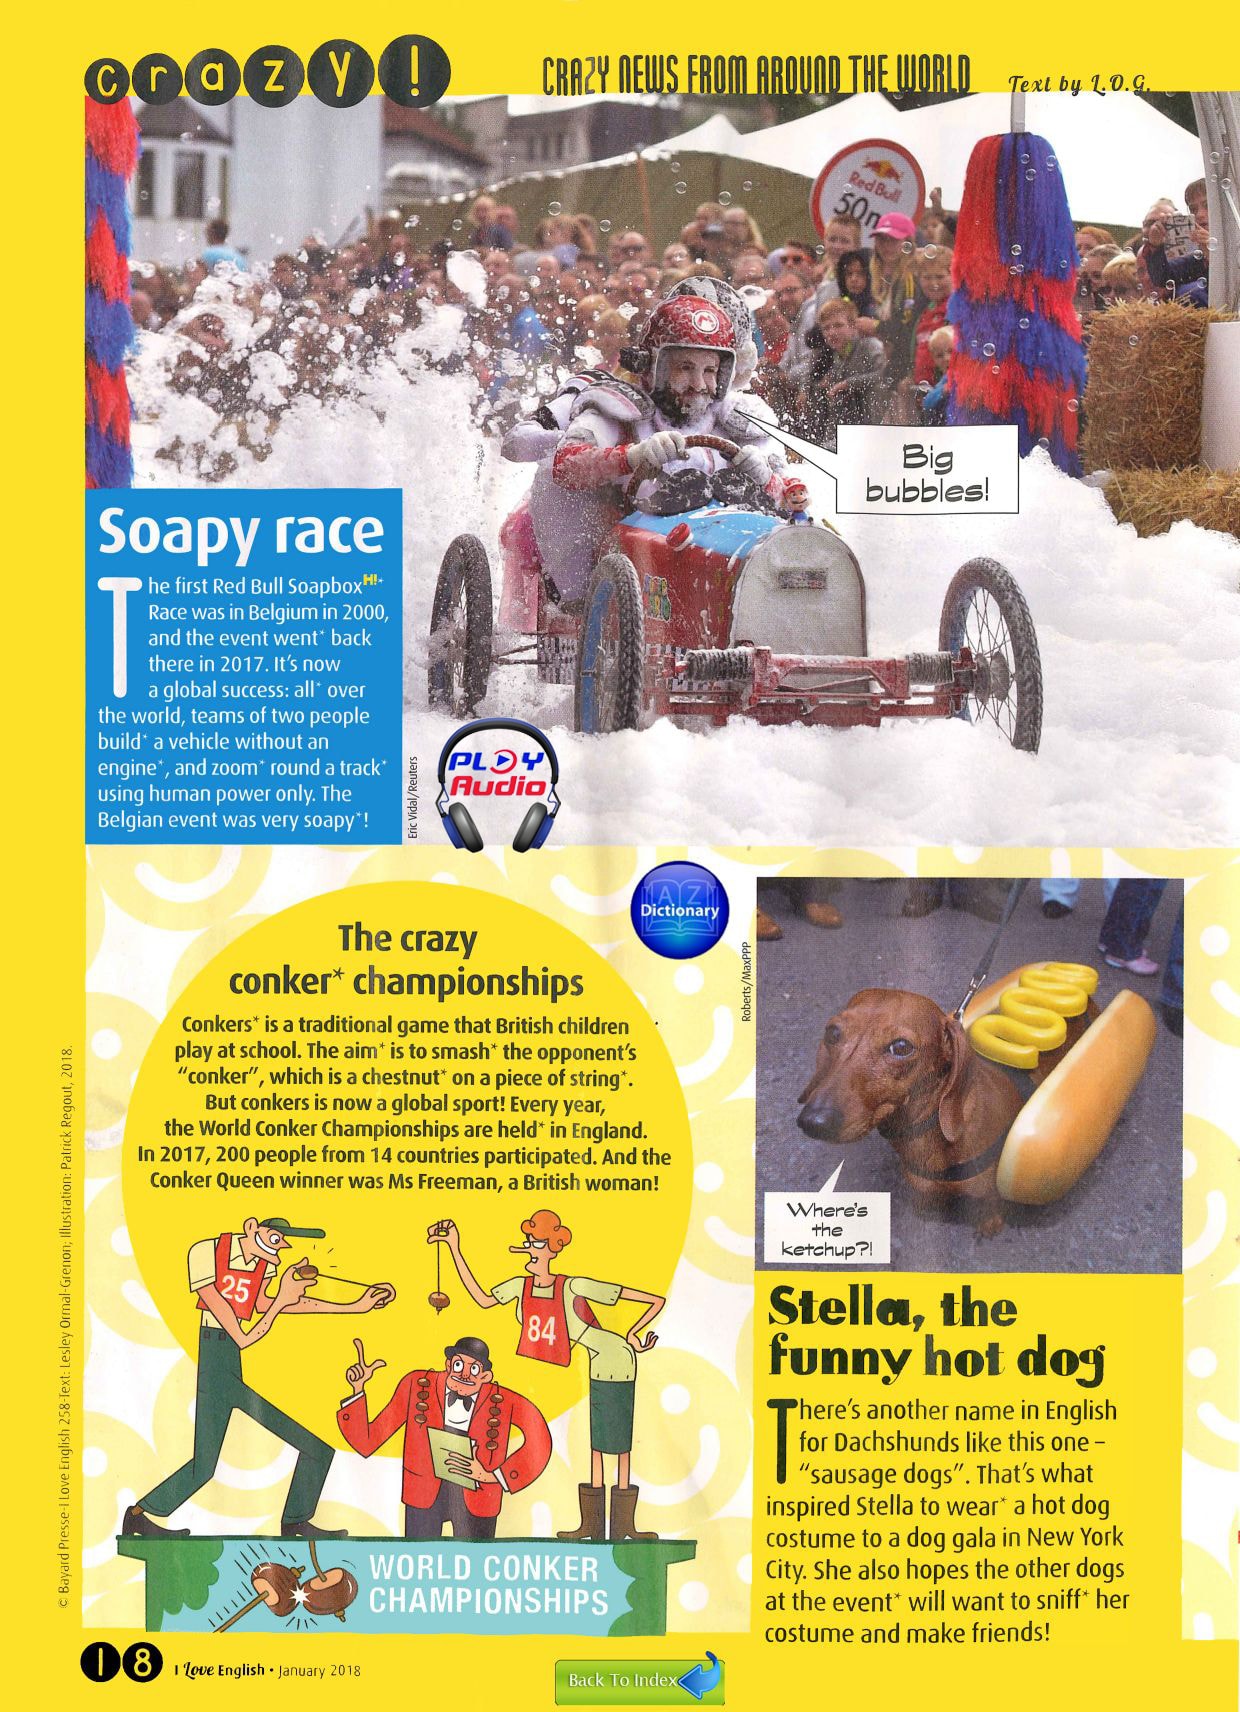 crazy!
CRAZY NEWS FROM AROUND THE WORLD
Text by L.O.G.
Red Bull
50m
M
Big
bubbles!
Soapy race
The first Red Bull SoapboxH!*
Race was in Belgium in 2000,
and the event went* back
there in 2017. It's now
a global success: all* over
the world, teams of two people
build* a vehicle without an
engine*, and zoom* round a track*
using human power only. The
Belgian event was very soapy*!
Eric Vidal/Reuters
PLAY
Audio
A Z
Dictionary
The crazy
conker* championships
Conkers* is a traditional game that British children
play at school. The aim* is to smash* the opponent's
"conker", which is a chestnut* on a piece of string*.
But conkers is now a global sport! Every year,
the World Conker Championships are held* in England.
In 2017, 200 people from 14 countries participated. And the
Conker Queen winner was Ms Freeman, a British woman!
25
84
WORLD CONKER
CHAMPIONSHIPS
Roberts/MaxPPP
Where's
the
ketchup?!
Stella, the
funny hot dog
There's another name in English
for Dachshunds like this one –
"sausage dogs". That's what
inspired Stella to wear* a hot dog
costume to a dog gala in New York
City. She also hopes the other dogs
at the event* will want to sniff* her
costume and make friends!
© Bayard Presse-I Love English 258-Text: Lesley Ormal-Grenon; Illustration: Patrick Regout, 2018.
18
I Love English • January 2018
Back To Index